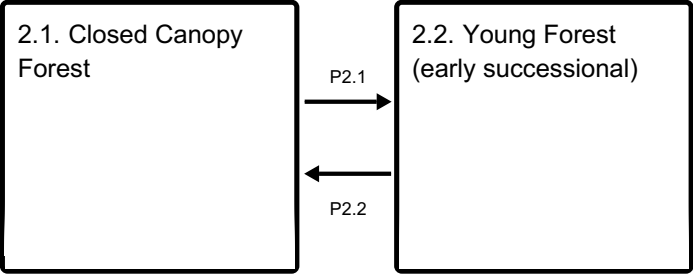 2.1. Closed Canopy
Forest
P2.1
P2.2
2.2. Young Forest
(early successional)